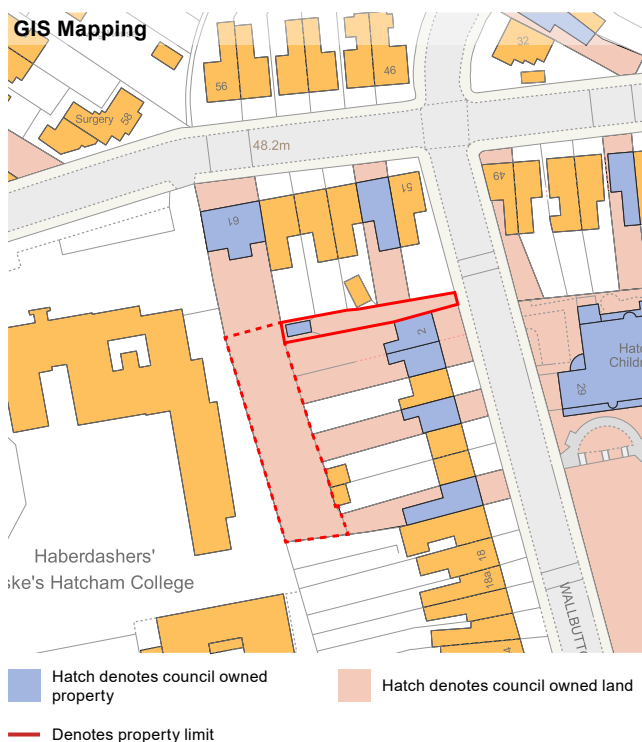 GIS Mapping
32
56
46
Surgery
58
48.2m
49
51
61
2
Hatc
Childr
29
Haberdashers'
ske's Hatcham College
18
18a
WALLBUTTO
4
Hatch denotes council owned
property
Hatch denotes council owned land
Denotes property limit